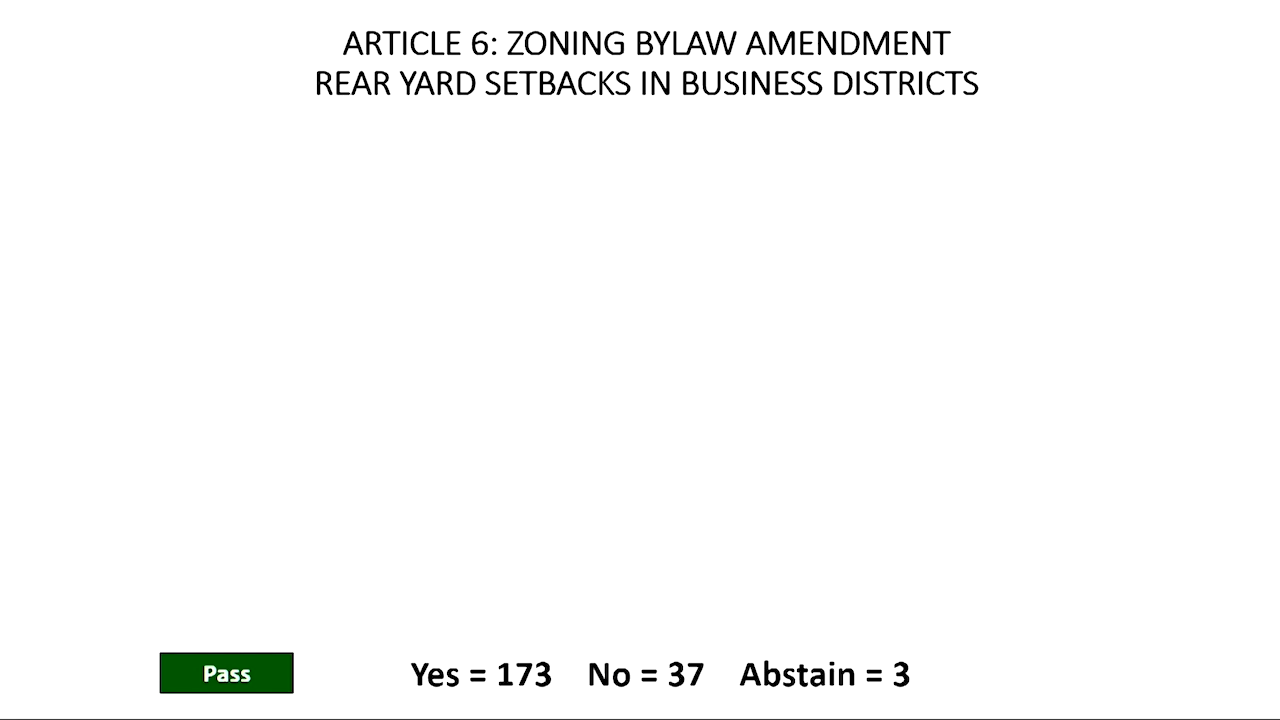 ARTICLE 6: ZONING BYLAW AMENDMENT
REAR YARD SETBACKS IN BUSINESS DISTRICTS
Pass Yes = 173 No = 37 Abstain = 3